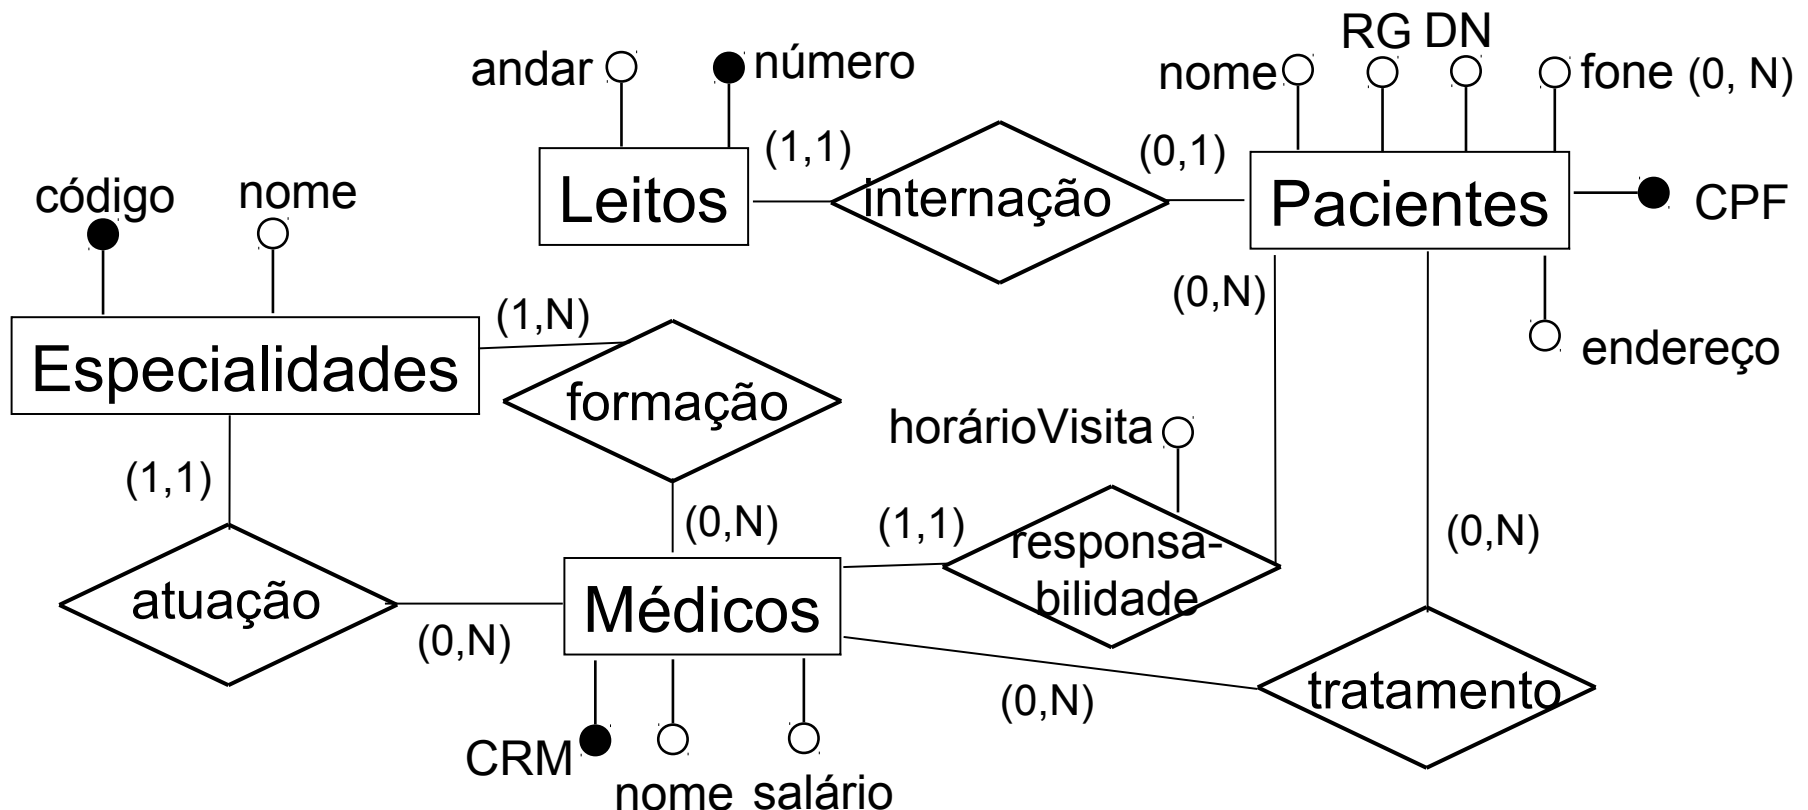 RG DN
andar
número
nome
fone (0, N)
(1,1)
(0,1)
Leitos
internação
Pacientes
CPF
código
nome
(0,N)
(1,N)
endereço
Especialidades
formação
horárioVisita
(1,1)
(0,N)
(1,1)
(0,N)
responsa-
bilidade
atuação
Médicos
(0,N)
(0,N)
tratamento
CRM
nome
salário